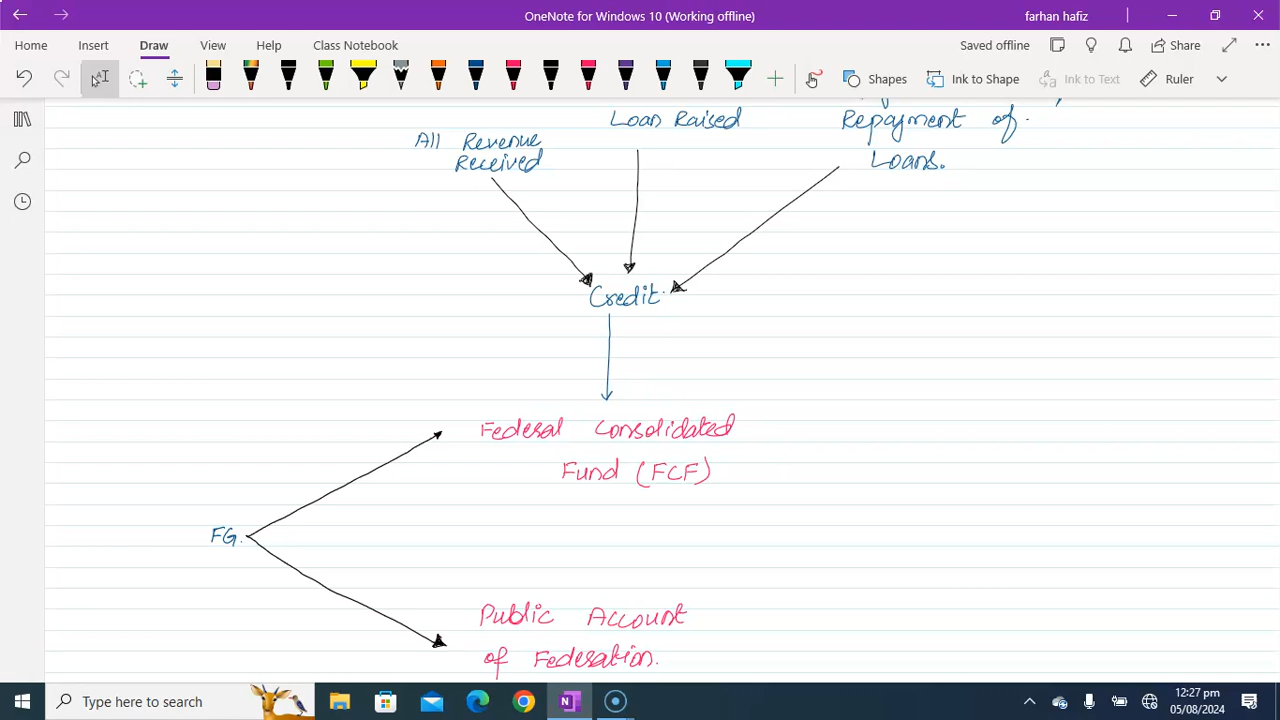 OneNote for Windows 10 (Working offline)
farhan hafiz
Home Insert Draw View Help Class Notebook
Saved offline
Share
Shapes
Ink to Shape
Ink to Text
Ruler
Loan Raised
Repayment of
Loans.
All Revenue
Received
Credit.
Federal Consolidated
Fund (FCF)
FG.
Public Account
of Federation.
Type here to search
12:27 pm
05/08/2024